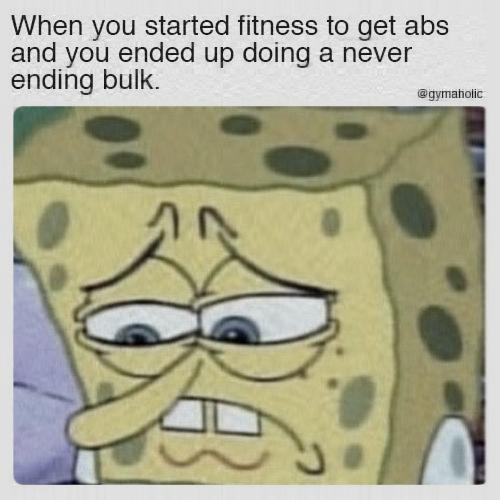 When you started fitness to get abs
and you ended up doing a never
ending bulk.
@gymaholic